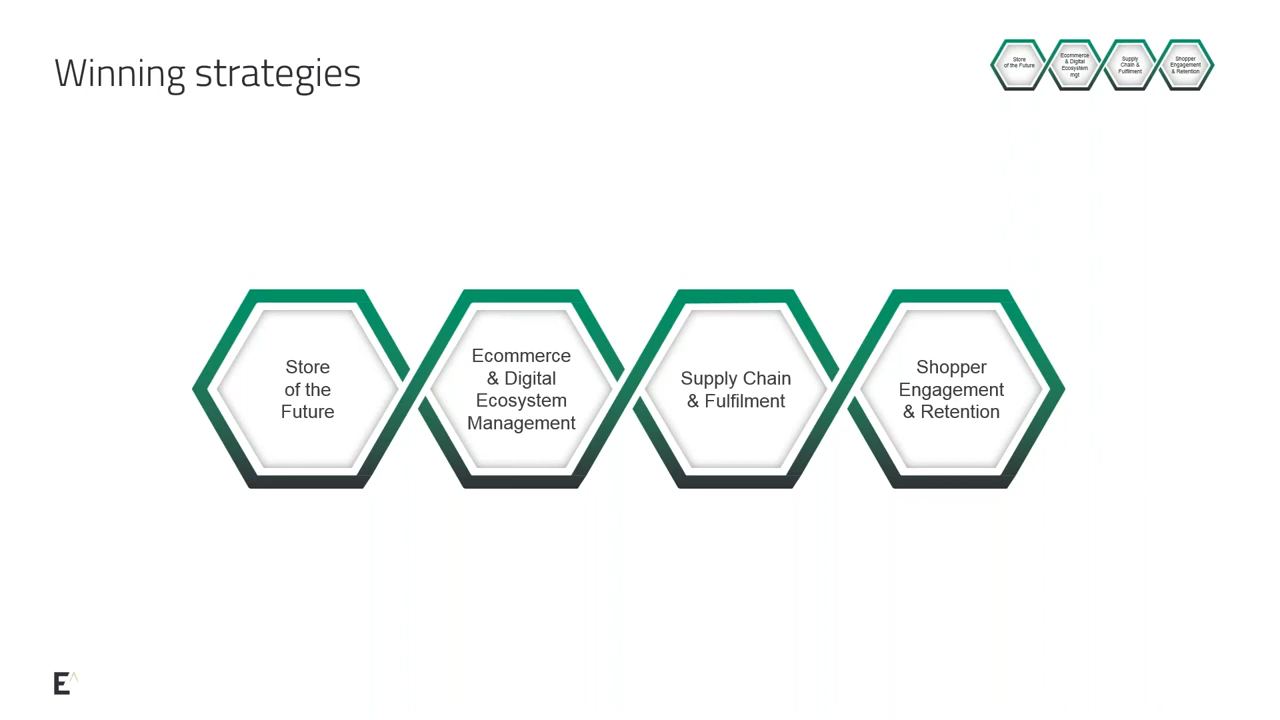 Winning strategies
Store
of the Future
Ecommerce
& Digital
Ecosystem
mgt
Supply
Chain &
Fulfilment
Shopper
Engagement
& Retention
Store
of the
Future
Ecommerce
& Digital
Ecosystem
Management
Supply Chain
& Fulfilment
Shopper
Engagement
& Retention
E^